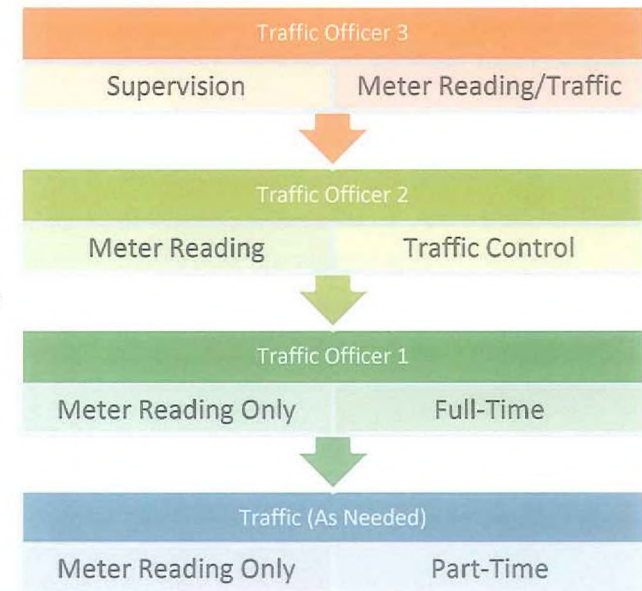 Traffic Officer 3
Supervision Meter Reading/Traffic
Traffic Officer 2
Meter Reading Traffic Control
Traffic Officer 1
Meter Reading Only Full-Time
Traffic (As Needed)
Meter Reading Only Part-Time